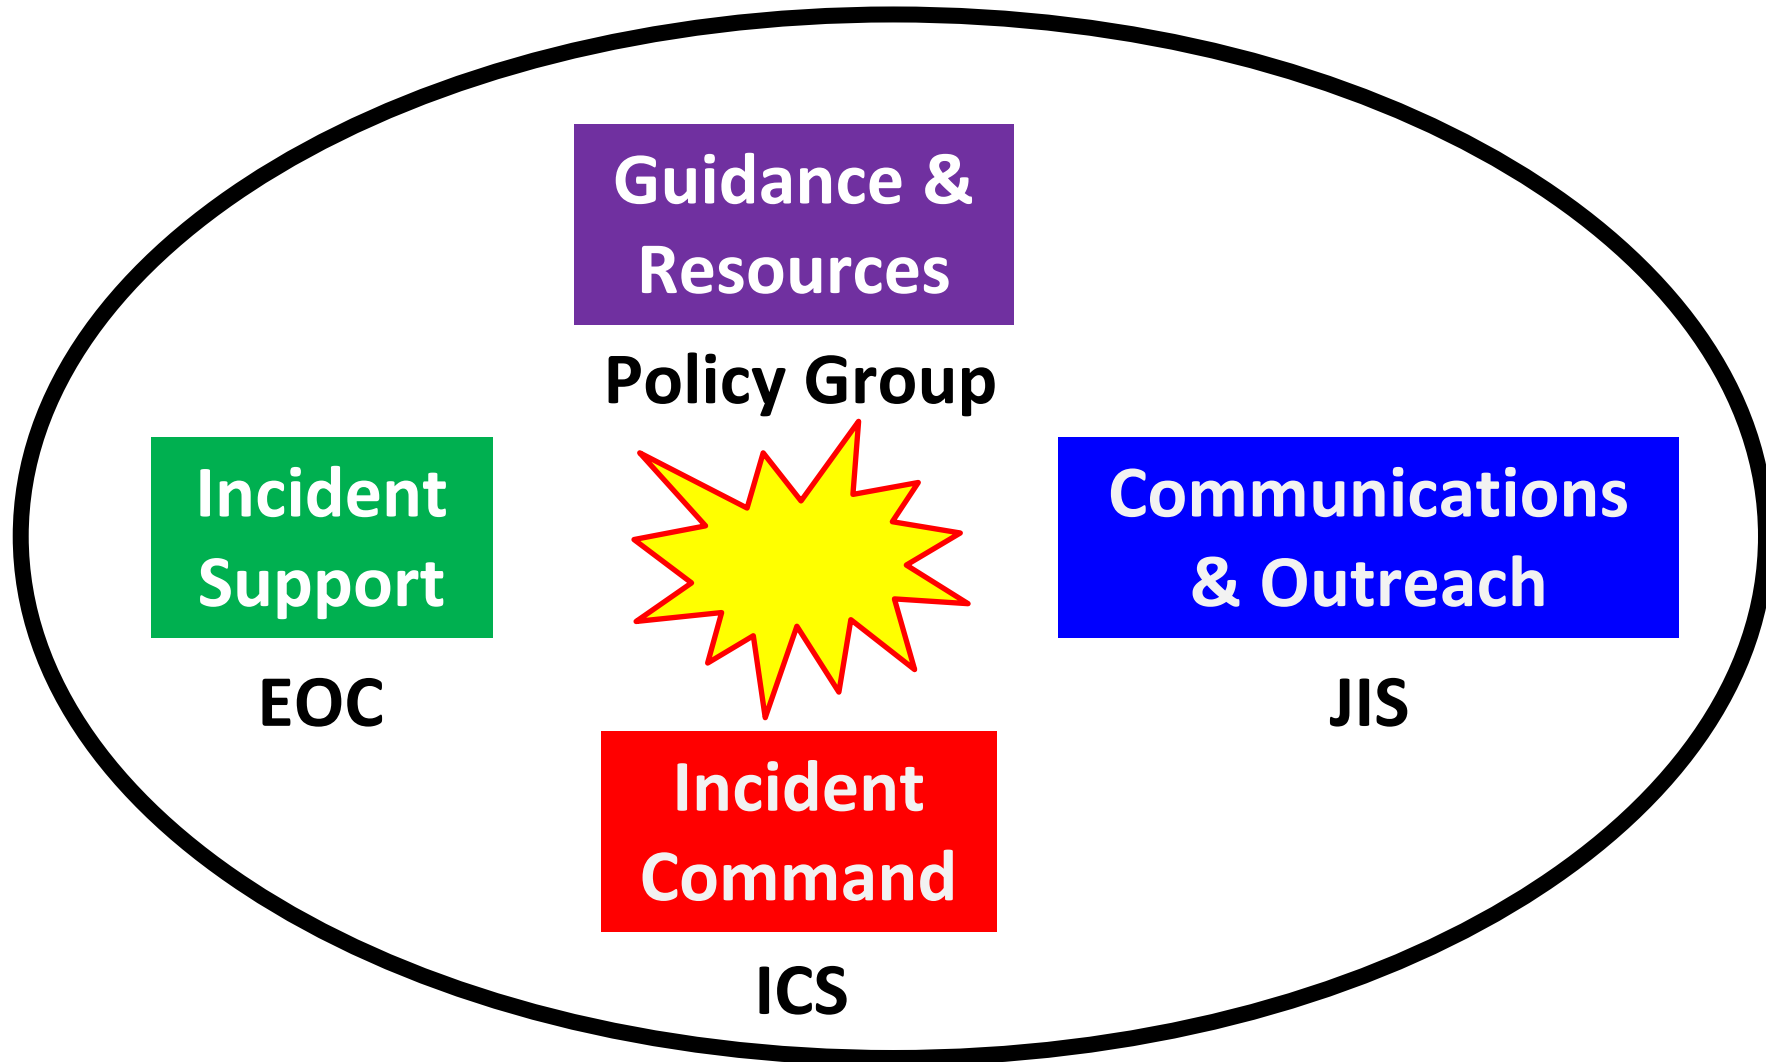 Guidance &
Resources
Policy Group
Incident
Support
EOC
Communications
& Outreach
JIS
Incident
Command
ICS